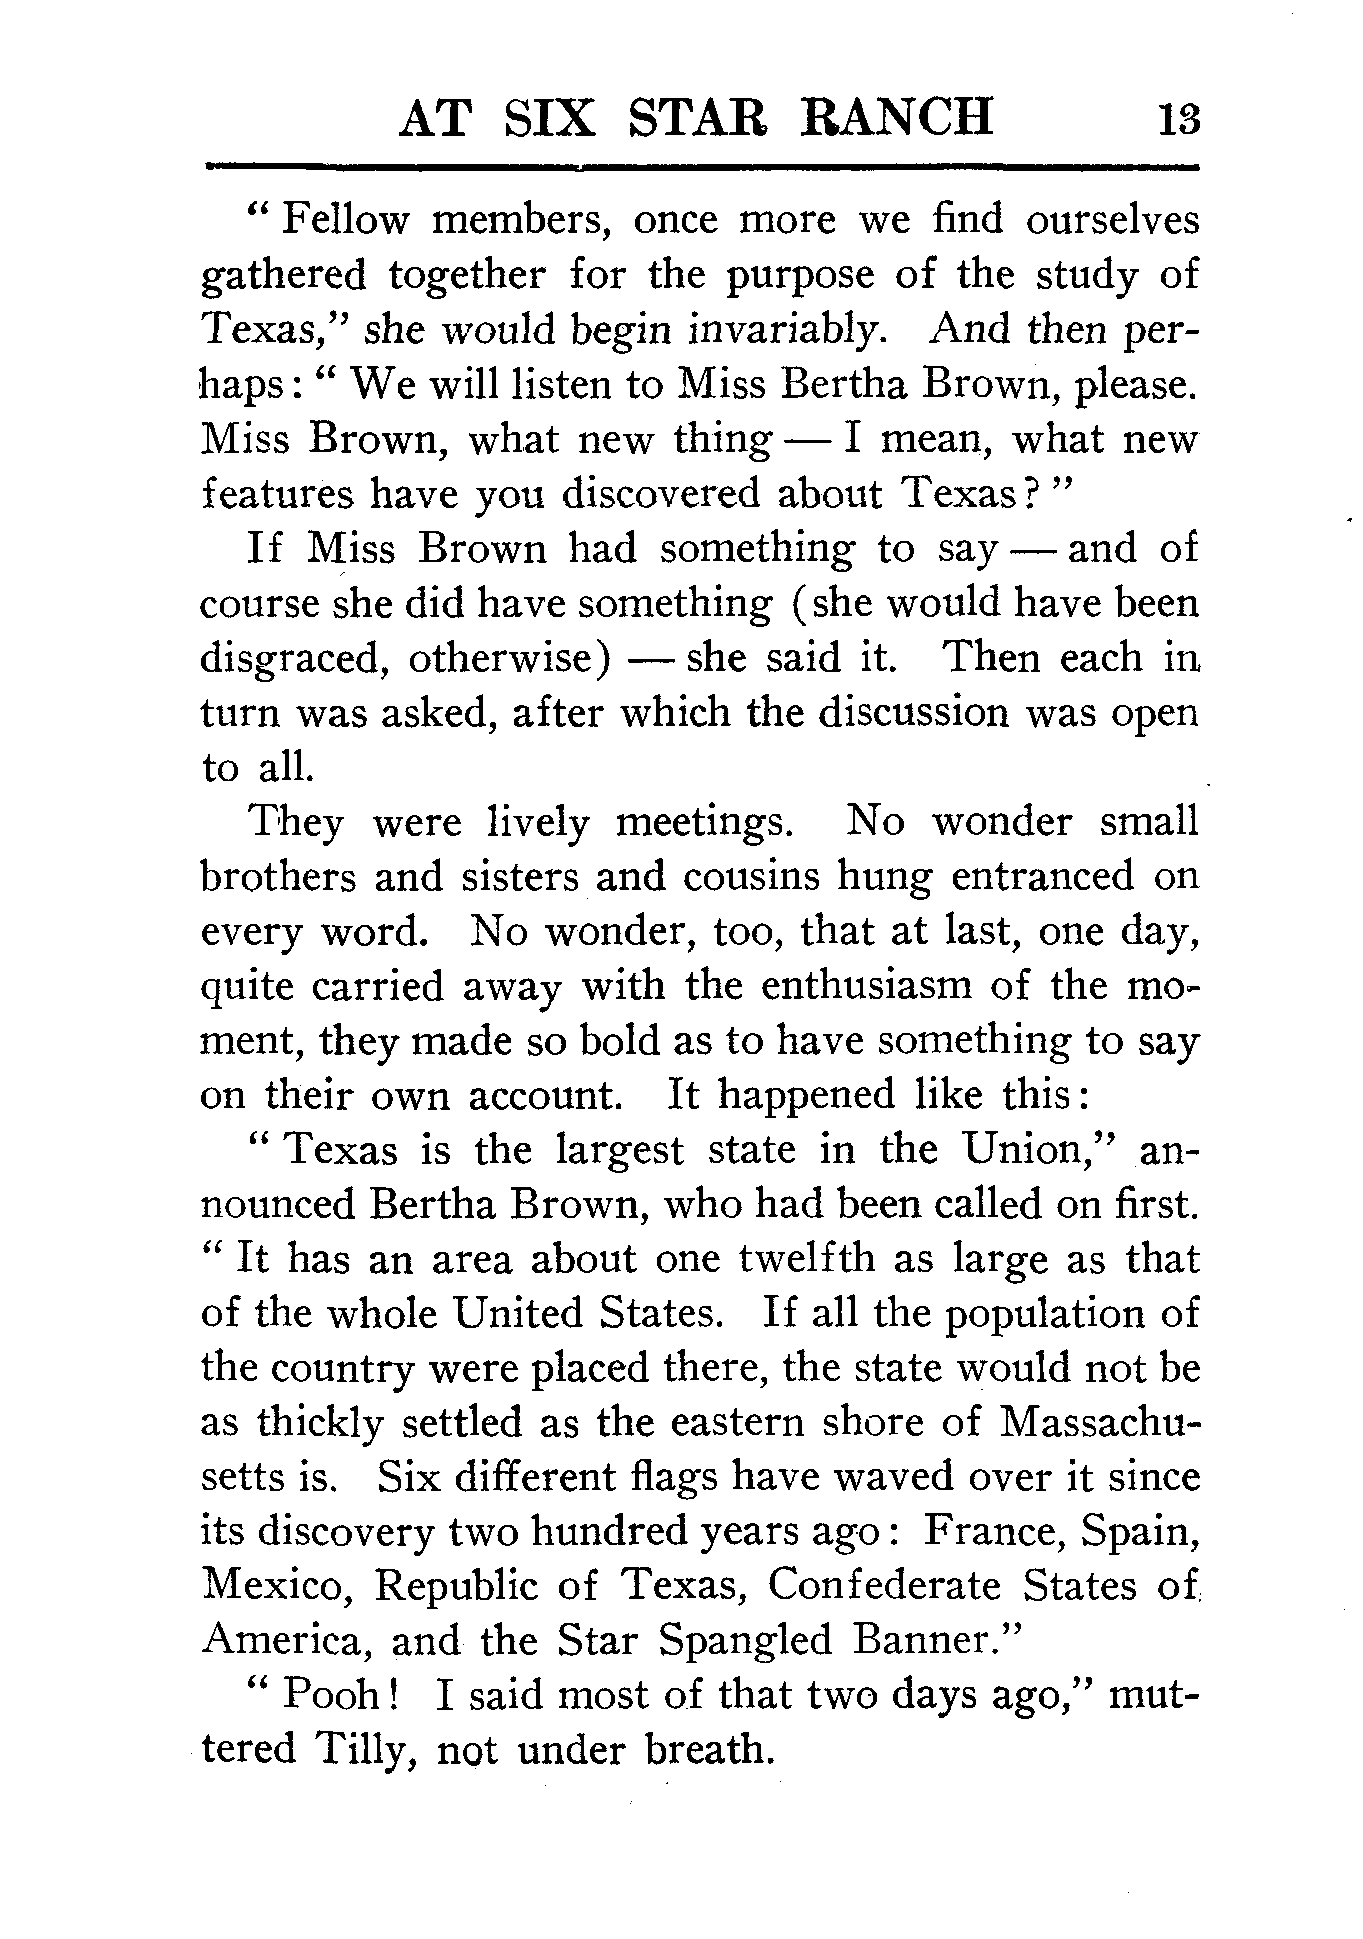 AT SIX STAR RANCH 13
“ Fellow members, once more we find ourselves
gathered together for the purpose of the study of
Texas,” she would begin invariably. And then per-
haps : “ We will listen to Miss Bertha Brown, please.
Miss Brown, what new thing — I mean, what new
features have you discovered about Texas ? ”
If Miss Brown had something to say — and of
course she did have something (she would have been
disgraced, otherwise) — she said it. Then each in
turn was asked, after which the discussion was open
to all.
They were lively meetings. No wonder small
brothers and sisters and cousins hung entranced on
every word. No wonder, too, that at last, one day,
quite carried away with the enthusiasm of the mo-
ment, they made so bold as to have something to say
on their own account. It happened like this :
“ Texas is the largest state in the Union,” an-
nounced Bertha Brown, who had been called on first.
“ It has an area about one twelfth as large as that
of the whole United States. If all the population of
the country were placed there, the state would not be
as thickly settled as the eastern shore of Massachu-
setts is. Six different flags have waved over it since
its discovery two hundred years ago : France, Spain,
Mexico, Republic of Texas, Confederate States of
America, and the Star Spangled Banner.”
“ Pooh ! I said most of that two days ago,” mut-
tered Tilly, not under breath.